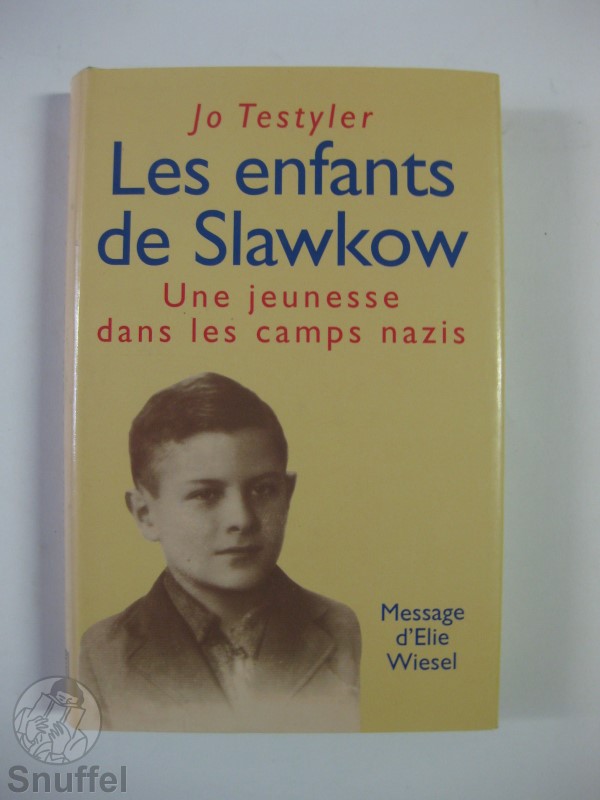 Jo Testyler
Les enfants
de Slawkow
Une jeunesse
dans les camps nazis
Message
d'Elie
Wiesel
Snuffel